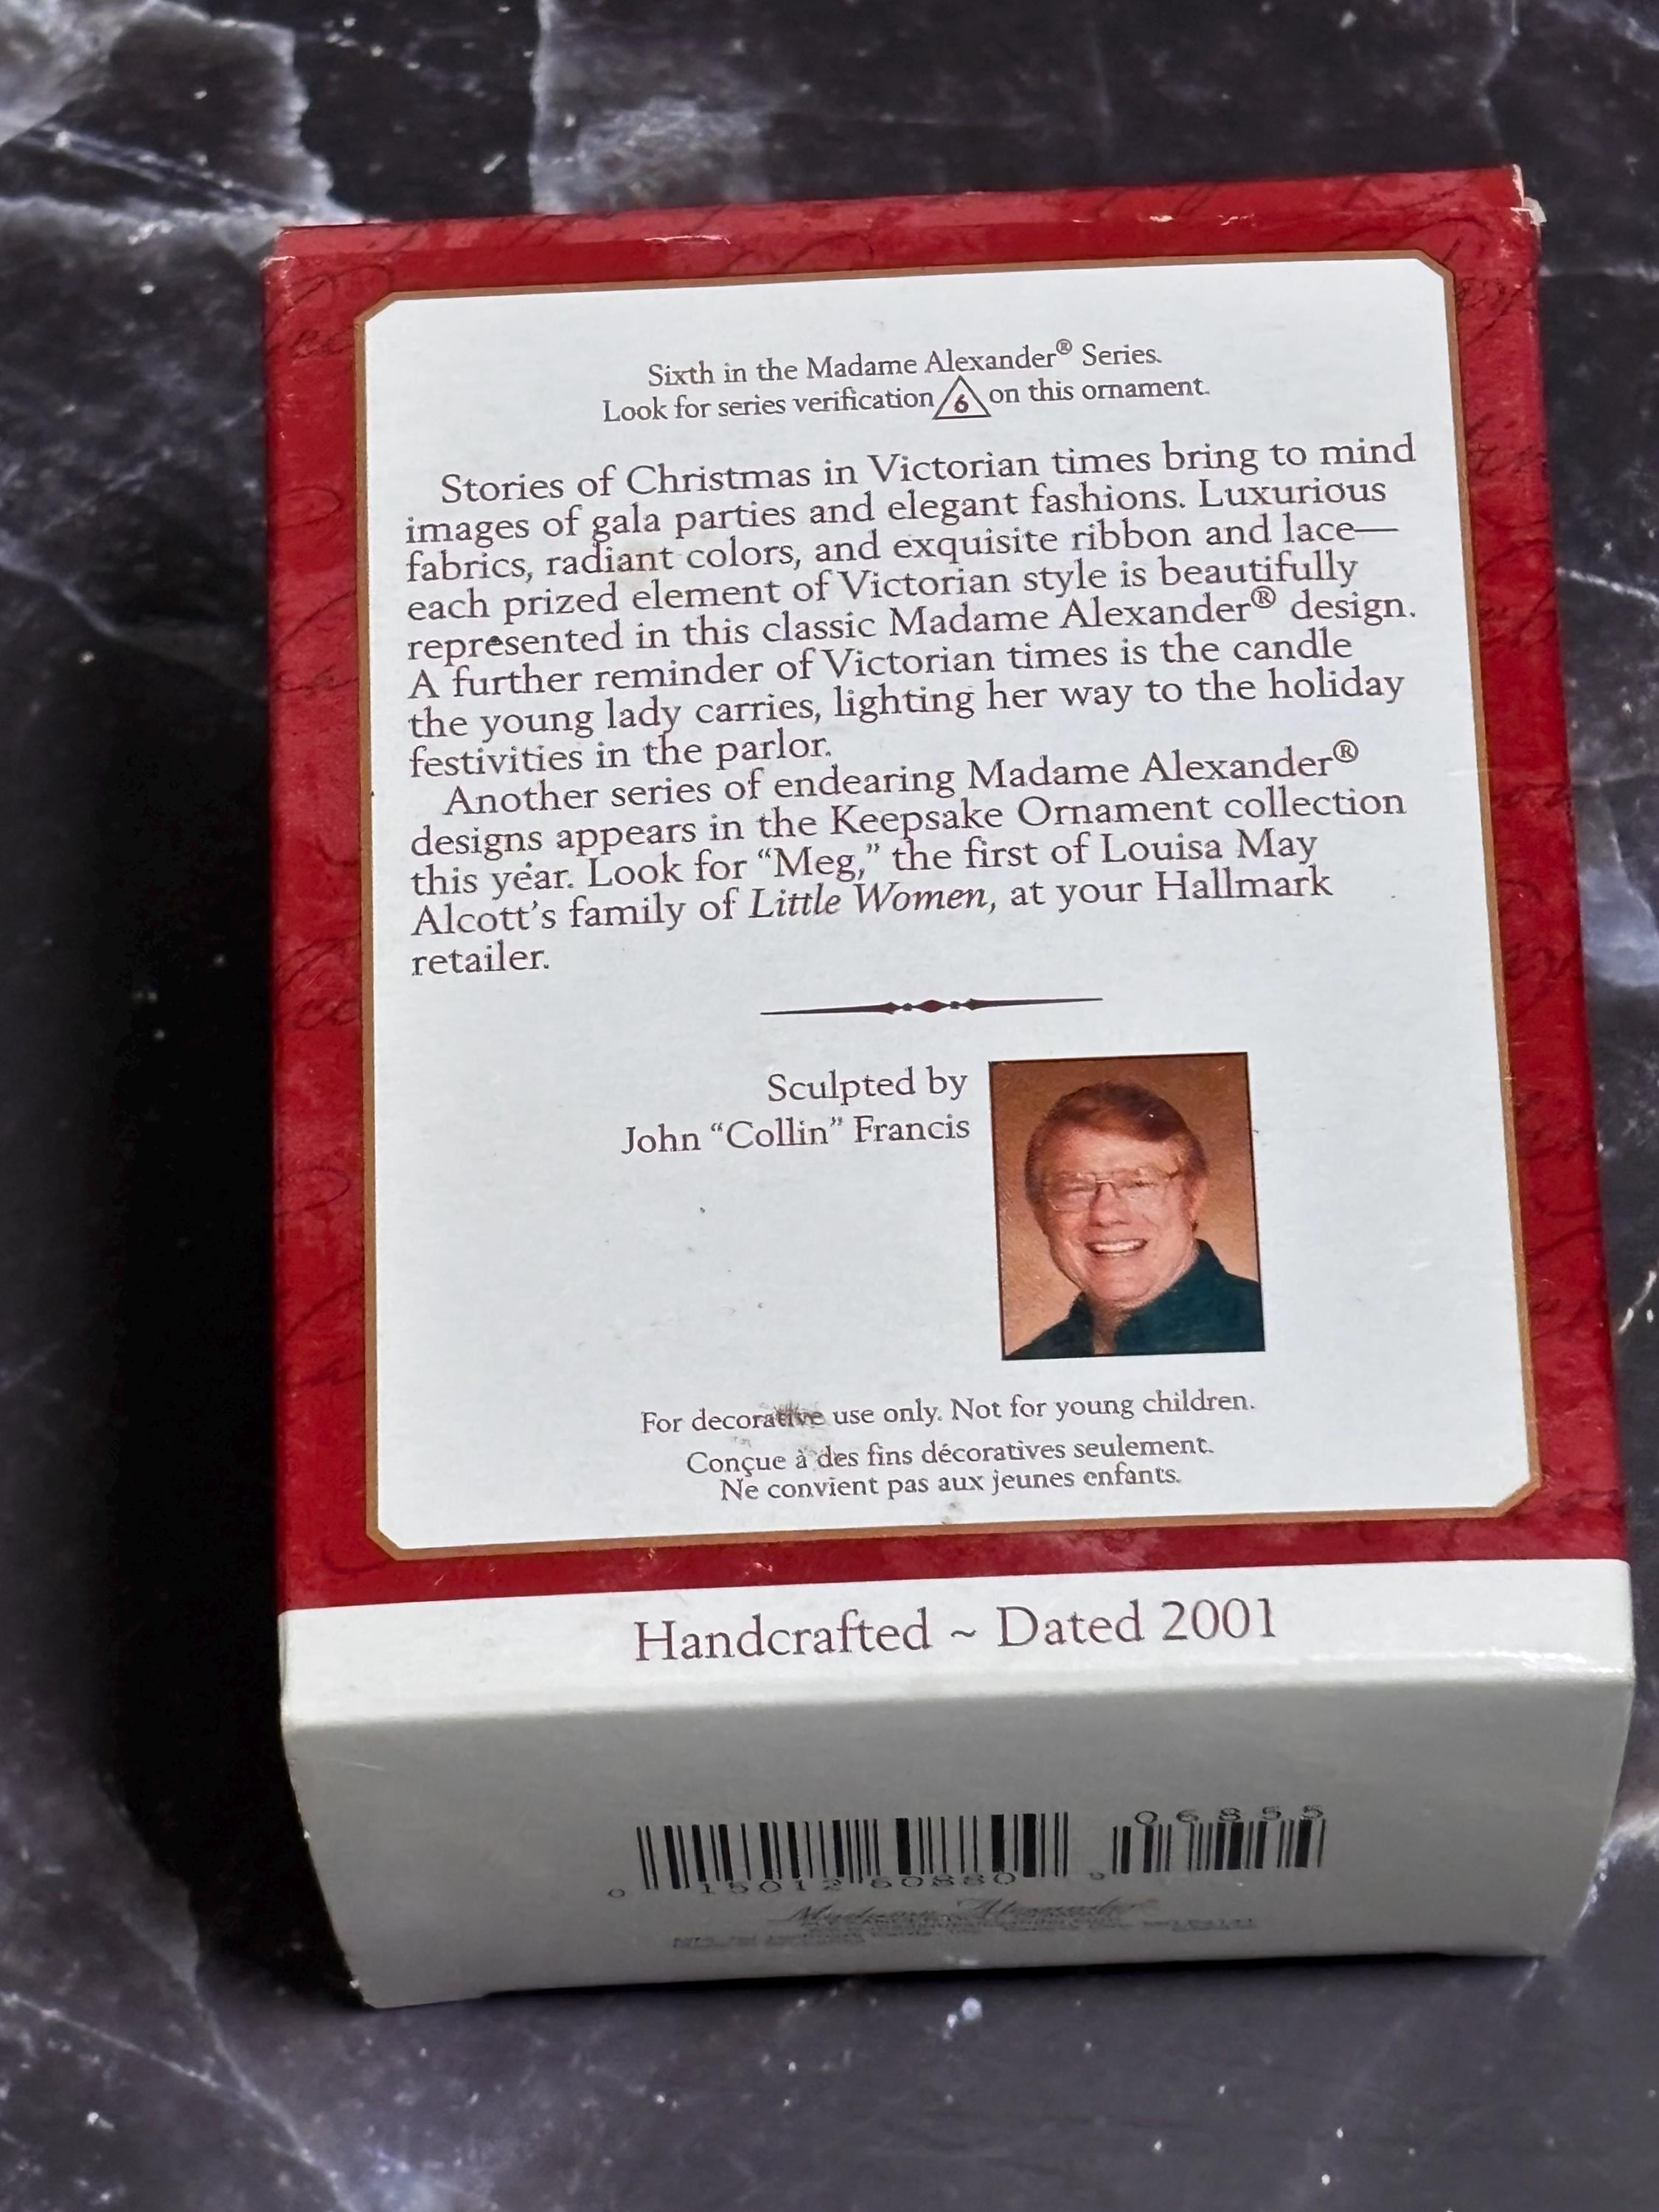 Sixth in the Madame Alexander® Series.
Look for series verification 6 on this ornament.
Stories of Christmas in Victorian times bring to mind
images of gala parties and elegant fashions. Luxurious
fabrics, radiant colors, and exquisite ribbon and lace—
each prized element of Victorian style is beautifully
represented in this classic Madame Alexander® design.
A further reminder of Victorian times is the candle
the young lady carries, lighting her way to the holiday
festivities in the parlor.
Another series of endearing Madame Alexander®
designs appears in the Keepsake Ornament collection
this year. Look for “Meg,” the first of Louisa May
Alcott’s family of Little Women, at your Hallmark
retailer.
Sculpted by
John “Collin” Francis
For decorative use only. Not for young children.
Conçue à des fins décoratives seulement.
Ne convient pas aux jeunes enfants.
Handcrafted ~ Dated 2001
06855
0 15012 60880 9
Madame Alexander